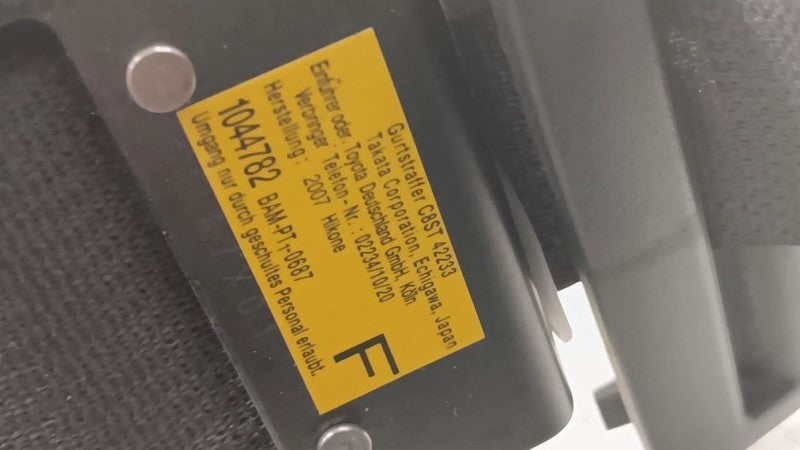 Gurtstraffer C8ST 42233
Takata Corporation, Echigawa, Japan
Einführer oder : Toyota Deutschland GmbH, Köln
Verbringer Telefon-Nr. : 02234/10/20
Herstellung : 2007 Hikone
1044782 BAM-PT1-0687
Umgang nur durch geschultes Personal erlaubt.
F